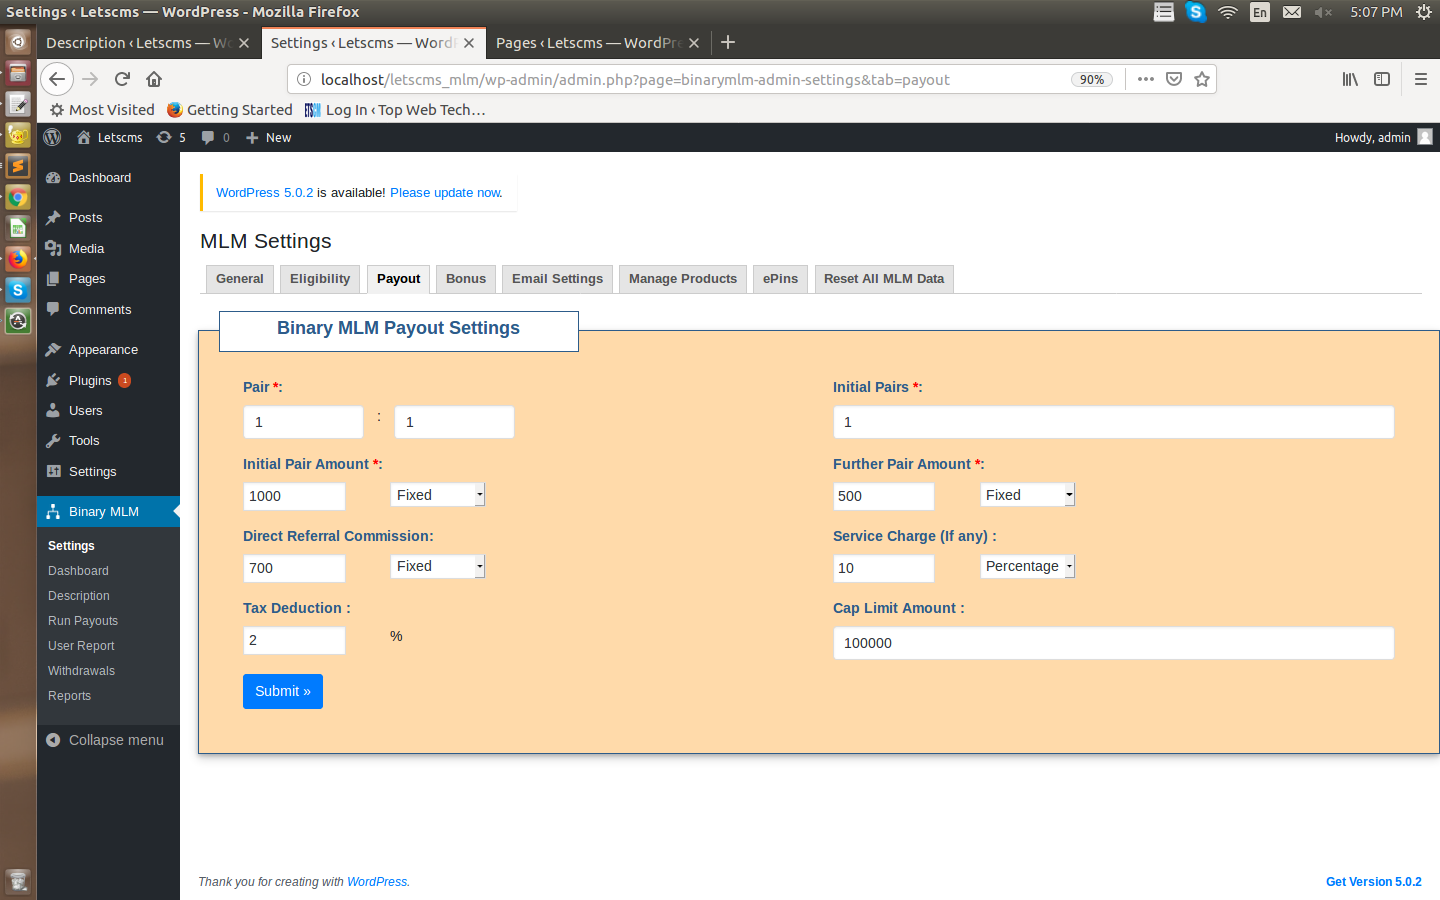 Settings ‹ Letscms — WordPress - Mozilla Firefox
En
5:07 PM
Description ‹ Letscms — Wo
Settings ‹ Letscms — WordP
Pages ‹ Letscms — WordPre
localhost/letscms_mlm/wp-admin/admin.php?page=binarymlm-admin-settings&tab=payout
90%
Most Visited
Getting Started
Log In ‹ Top Web Tech…
Letscms
5
0
New
Howdy, admin
Dashboard
Posts
Media
Pages
Comments
Appearance
Plugins 1
Users
Tools
Settings
Binary MLM
Settings
Dashboard
Description
Run Payouts
User Report
Withdrawals
Reports
Collapse menu
WordPress 5.0.2 is available! Please update now.
MLM Settings
General
Eligibility
Payout
Bonus
Email Settings
Manage Products
ePins
Reset All MLM Data
Binary MLM Payout Settings
Pair *:
1 : 1
Initial Pairs *:
1
Initial Pair Amount *:
1000 Fixed
Further Pair Amount *:
500 Fixed
Direct Referral Commission:
700 Fixed
Service Charge (If any) :
10 Percentage
Tax Deduction :
2 %
Cap Limit Amount :
100000
Submit »
Thank you for creating with WordPress.
Get Version 5.0.2